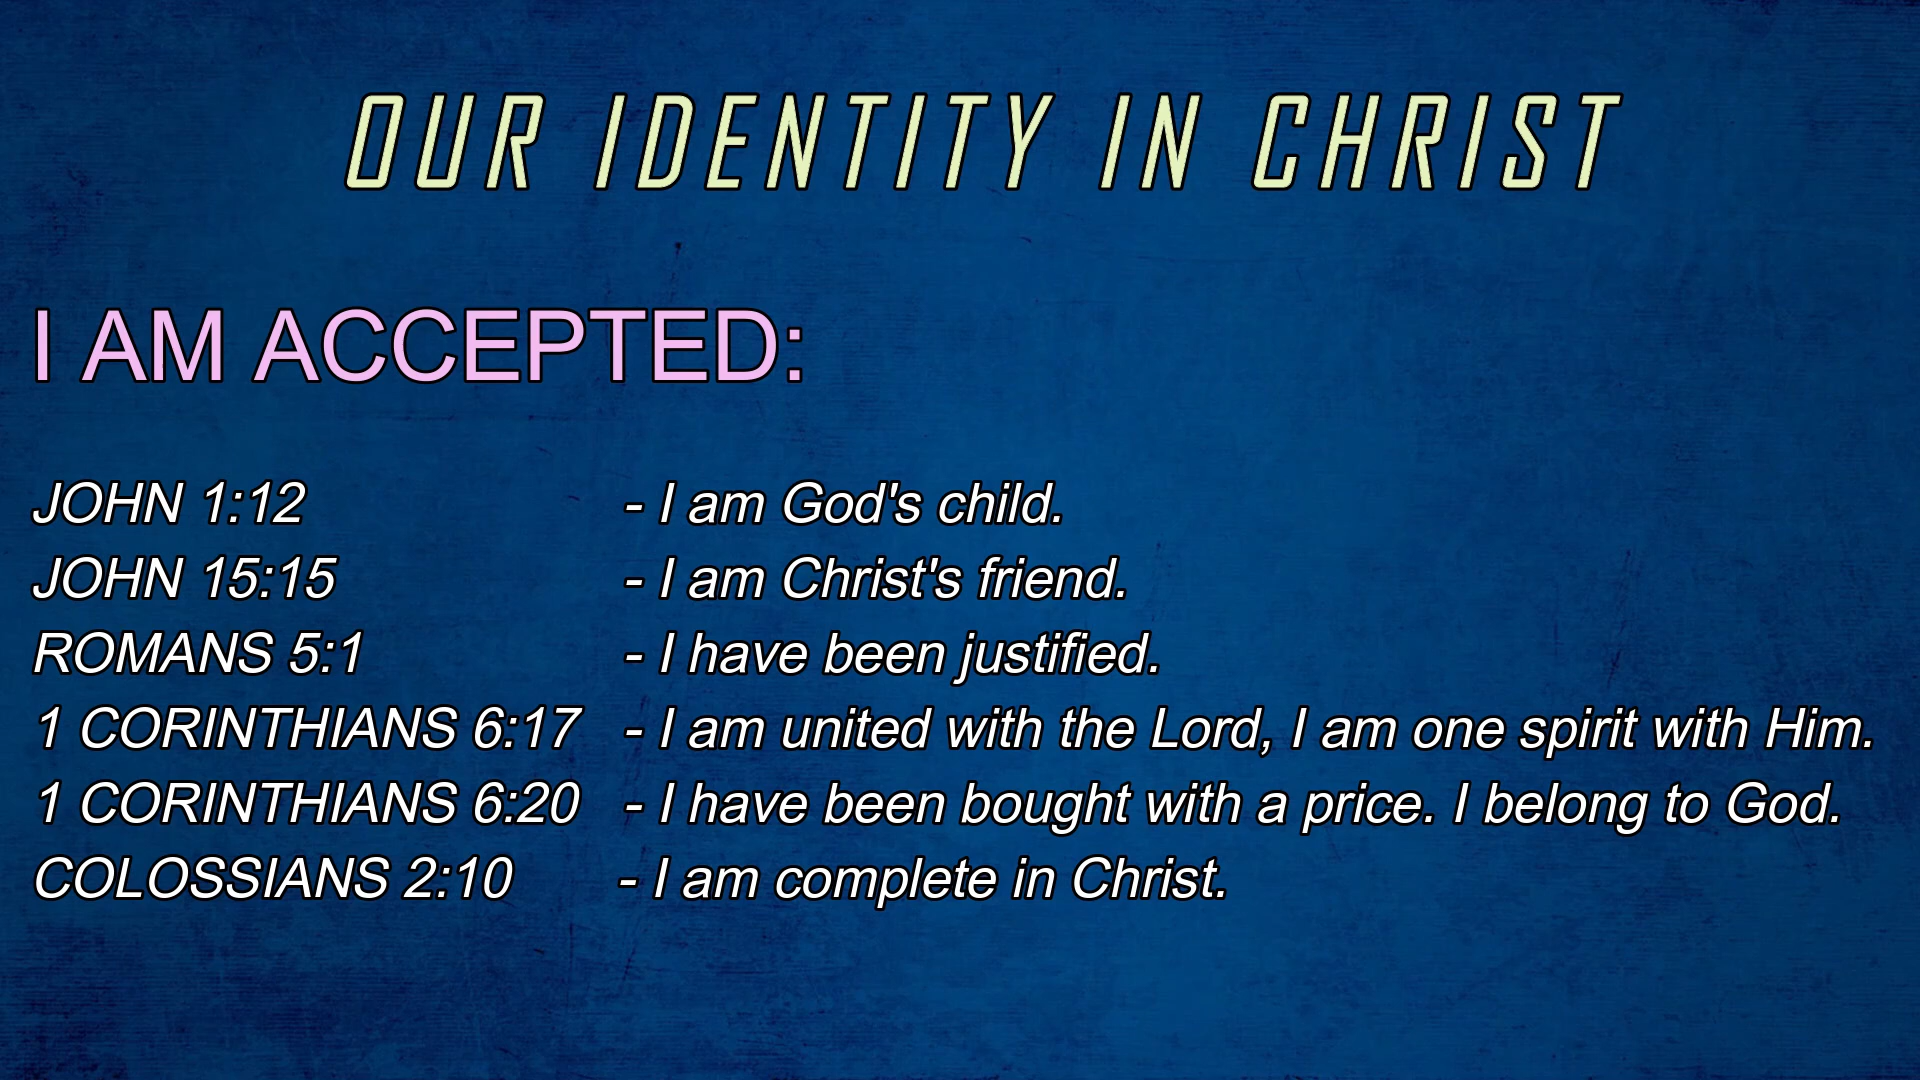 OUR IDENTITY IN CHRIST
I AM ACCEPTED:
JOHN 1:12 - I am God's child.
JOHN 15:15 - I am Christ's friend.
ROMANS 5:1 - I have been justified.
1 CORINTHIANS 6:17 - I am united with the Lord, I am one spirit with Him.
1 CORINTHIANS 6:20 - I have been bought with a price. I belong to God.
COLOSSIANS 2:10 - I am complete in Christ.